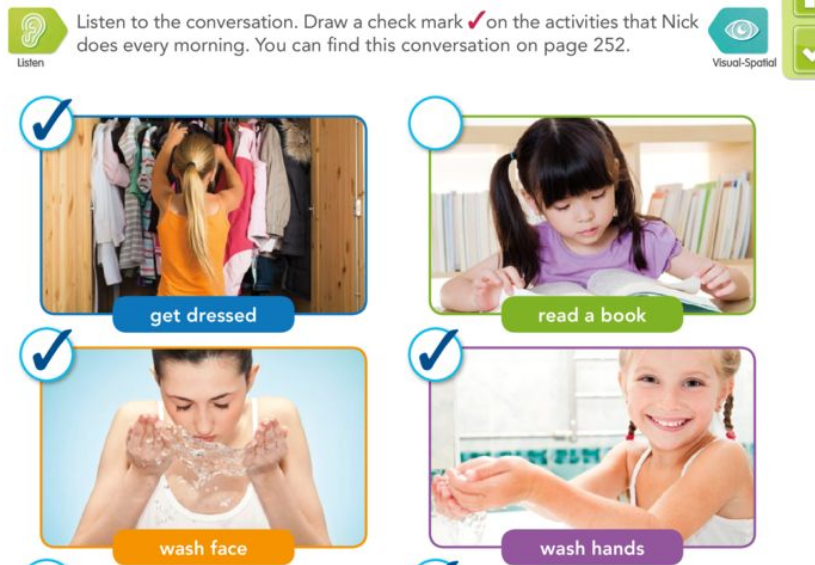 Listen to the conversation. Draw a check mark ✓ on the activities that Nick
does every morning. You can find this conversation on page 252.
Listen
Visual-Spatial
get dressed
read a book
wash face
wash hands